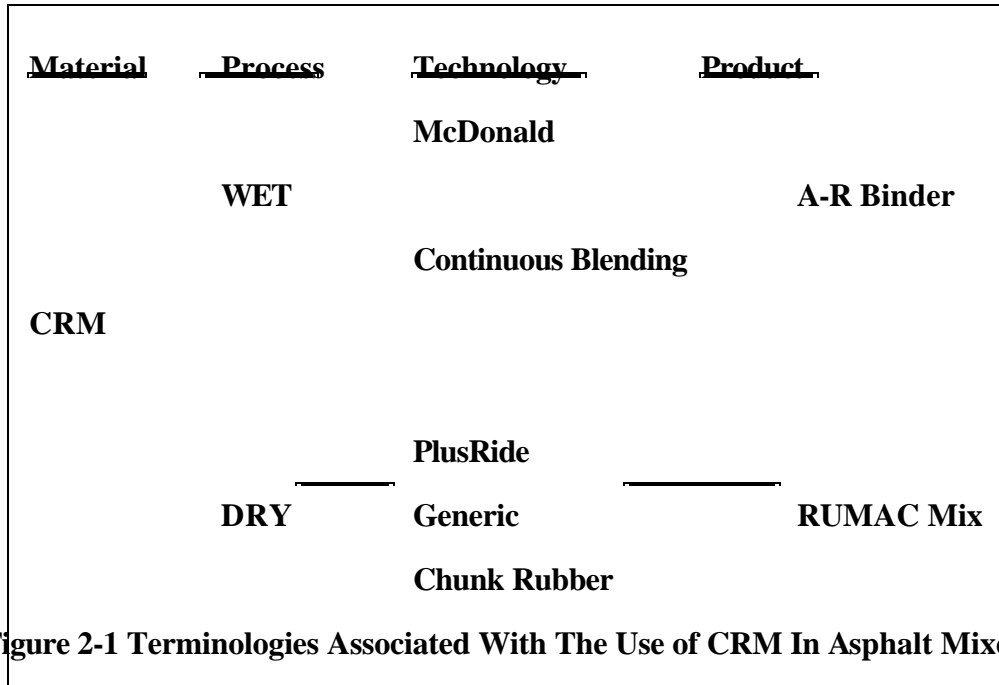 Material Process Technology Product
McDonald
WET A-R Binder
Continuous Blending
CRM
PlusRide
DRY Generic RUMAC Mix
Chunk Rubber
igure 2-1 Terminologies Associated With The Use of CRM In Asphalt Mix